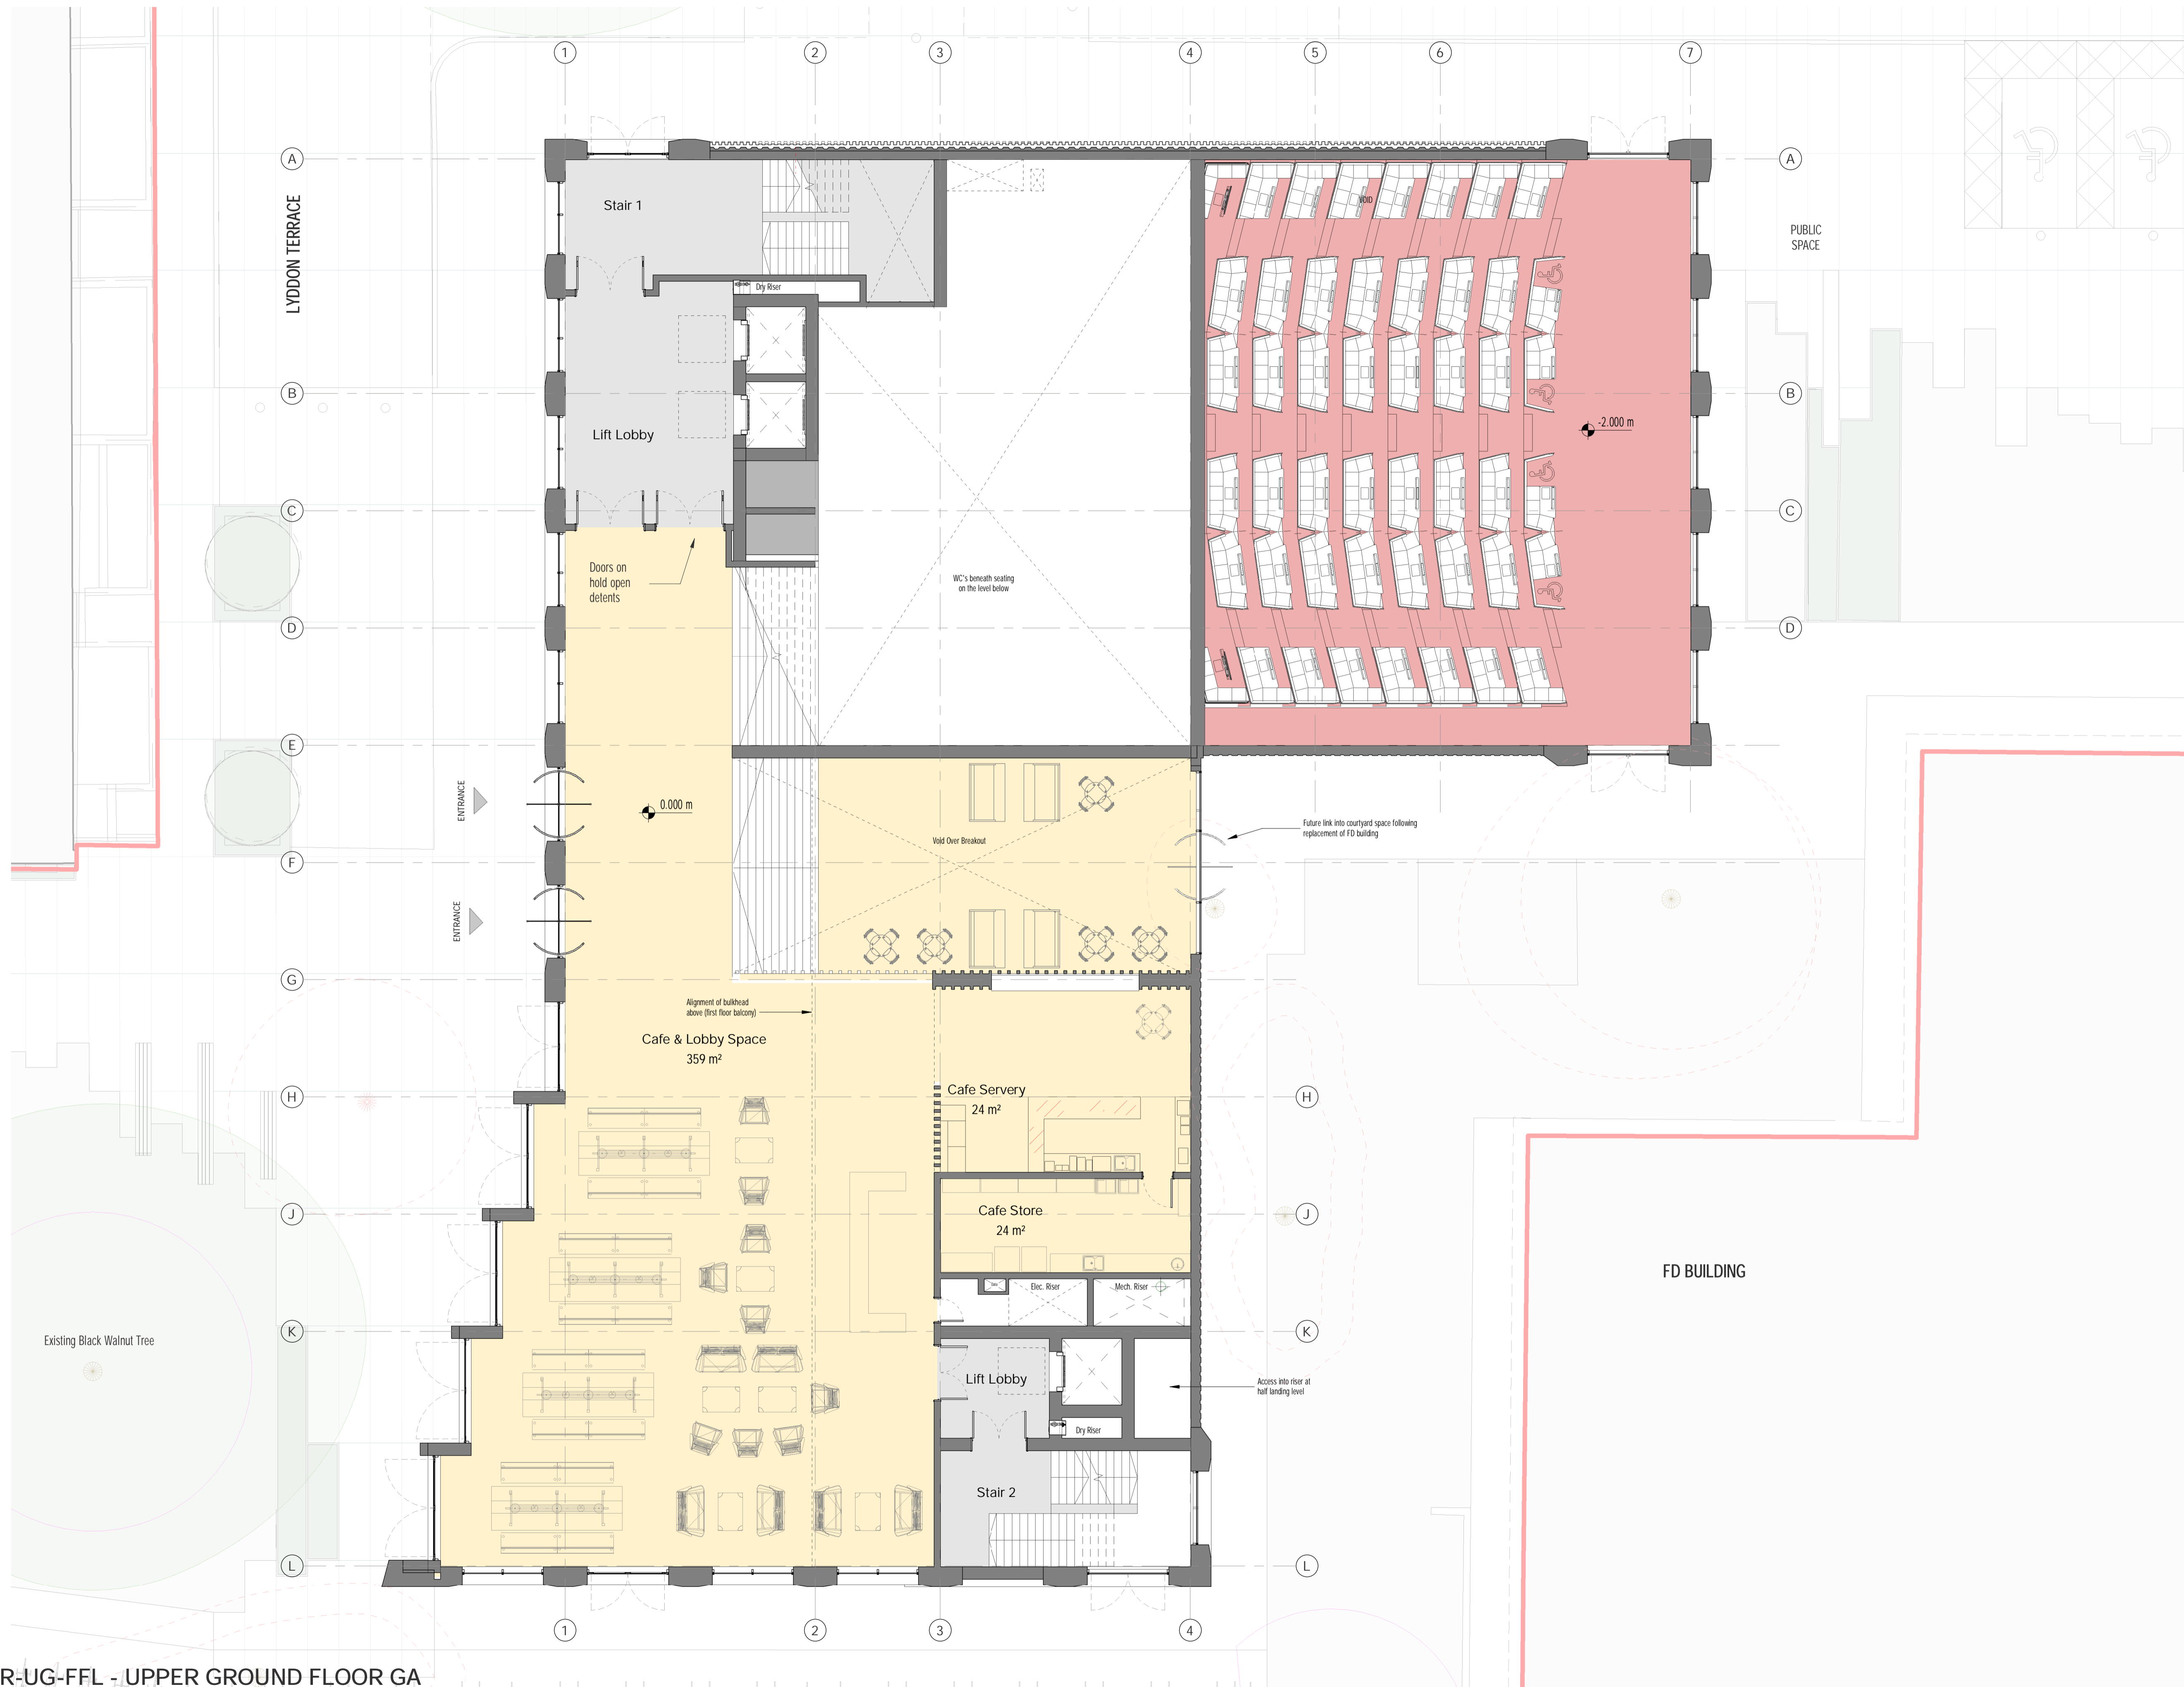 1
2
3
4
5
6
7
A
A
LYDDON TERRACE
Stair 1
VOID
PUBLIC
SPACE
Dry Riser
B
B
Lift Lobby
-2.000 m
C
C
Doors on
hold open
detents
WC's beneath seating
on the level below
D
D
E
ENTRANCE
0.000 m
Future link into courtyard space following
replacement of FD building
Void Over Breakout
F
ENTRANCE
G
Alignment of bulkhead
above (first floor balcony)
Cafe & Lobby Space
359 m²
H
Cafe Servery
24 m²
H
J
Cafe Store
24 m²
J
FD BUILDING
Elec. Riser
Mech. Riser
Existing Black Walnut Tree
K
K
Lift Lobby
Access into riser at
half landing level
Dry Riser
Stair 2
L
L
1
2
3
4
R-UG-FFL - UPPER GROUND FLOOR GA